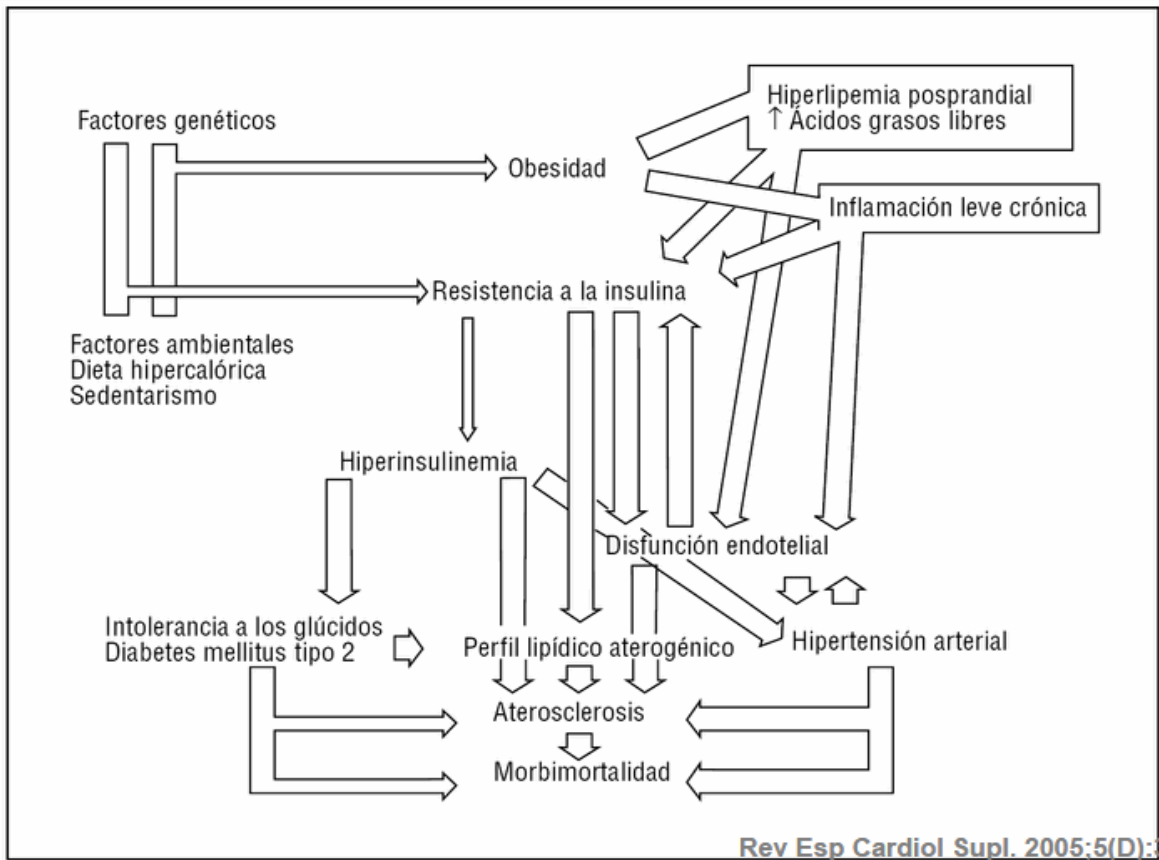 Factores genéticos
Hiperlipemia posprandial
↑ Ácidos grasos libres
Obesidad
Inflamación leve crónica
Resistencia a la insulina
Factores ambientales
Dieta hipercalórica
Sedentarismo
Hiperinsulinemia
Disfunción endotelial
Intolerancia a los glúcidos
Diabetes mellitus tipo 2
Perfil lipídico aterogénico
Hipertensión arterial
Aterosclerosis
Morbimortalidad
Rev Esp Cardiol Supl. 2005;5(D):